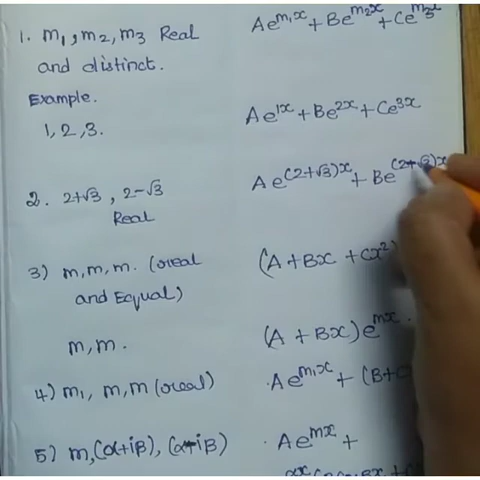 1. m₁, m₂, m₃ Real Ae^m₁x + Be^m₂x + Ce^m₃x
and distinct.
Example.
1, 2, 3. Ae^1x + Be^2x + Ce^3x
2. 2+√3, 2-√3 Ae^(2+√3)x + Be
Real
3) m, m, m. (real (A + Bx + Cx²)
and Equal)
m, m. (A + Bx)e^mx.
4) m₁, m, m (real) Ae^m₁x + (B+
5) m, (α+iβ), (α-iβ) Ae^mx +